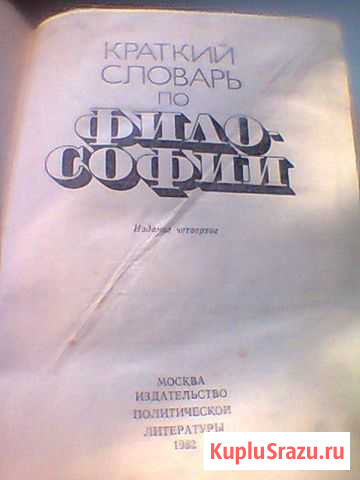 КРАТКИЙ
СЛОВАРЬ
ПО
ФИЛО-
СОФИИ
Издание четвертое
МОСКВА
ИЗДАТЕЛЬСТВО
ПОЛИТИЧЕСКОЙ
ЛИТЕРАТУРЫ
1982
KupluSrazu.ru